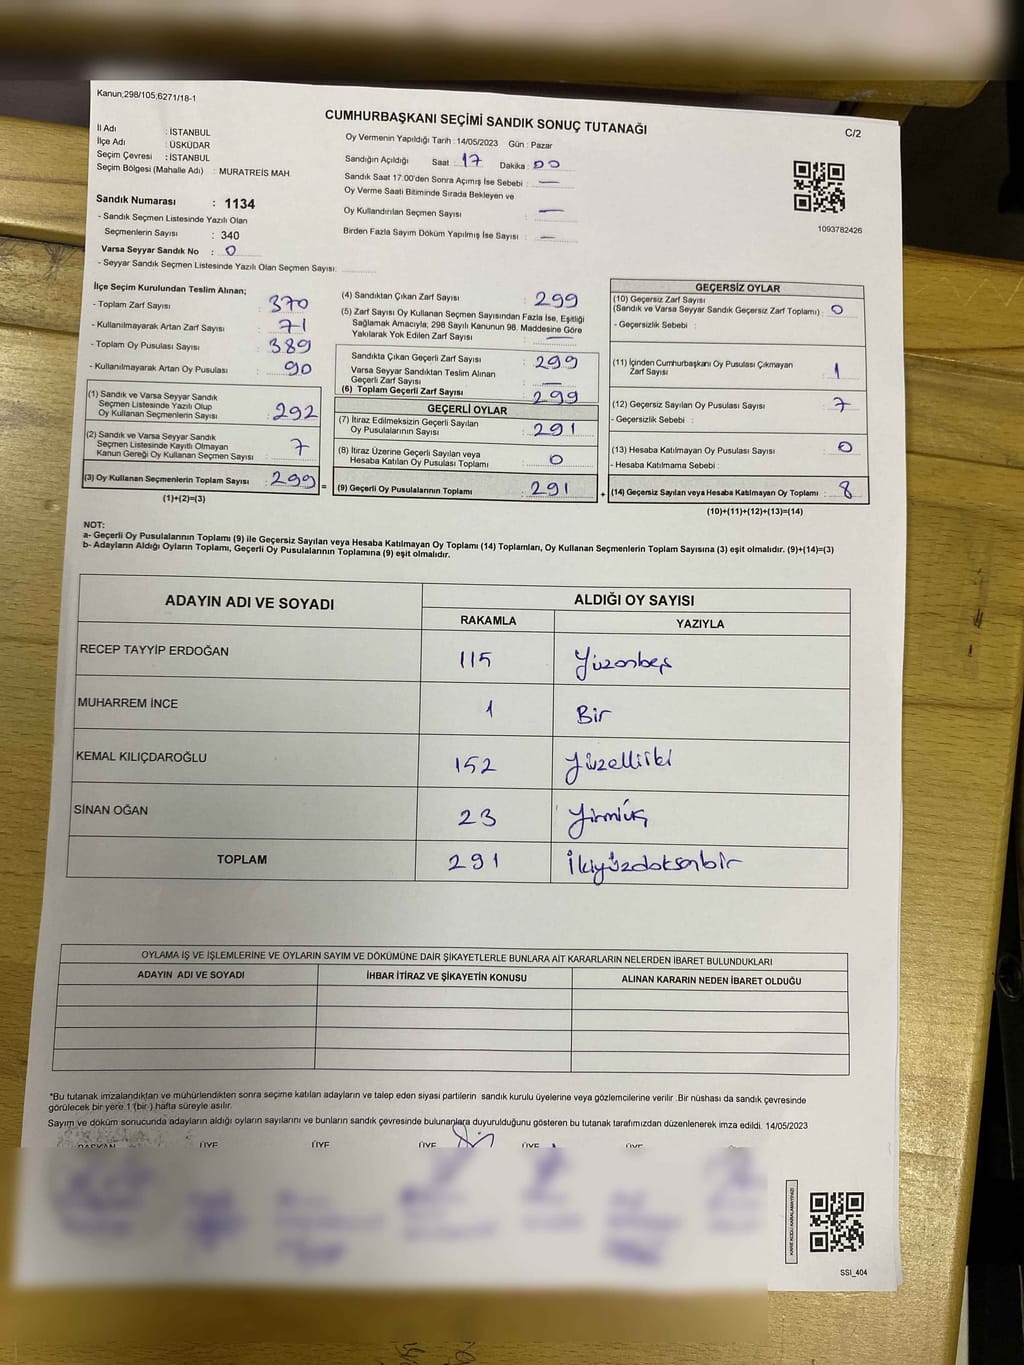 Kanun;298/105;6271/18-1
CUMHURBAŞKANI SEÇİMİ SANDIK SONUÇ TUTANAĞI
C/2
İl Adı : İSTANBUL
İlçe Adı : ÜSKÜDAR
Seçim Çevresi : İSTANBUL
Seçim Bölgesi (Mahalle Adı) : MURATREİS MAH.
Oy Vermenin Yapıldığı Tarih : 14/05/2023 Gün : Pazar
Sandığın Açıldığı Saat : 17 Dakika : 00
Sandık Saat 17:00'den Sonra Açımış İse Sebebi : —
Oy Verme Saati Bitiminde Sırada Bekleyen ve
Oy Kullandırılan Seçmen Sayısı : —
Birden Fazla Sayım Döküm Yapılmış İse Sayısı : —
1093782426
Sandık Numarası : 1134
- Sandık Seçmen Listesinde Yazılı Olan
Seçmenlerin Sayısı : 340
Varsa Seyyar Sandık No : 0
- Seyyar Sandık Seçmen Listesinde Yazılı Olan Seçmen Sayısı:
İlçe Seçim Kurulundan Teslim Alınan;
- Toplam Zarf Sayısı : 370
- Kullanılmayarak Artan Zarf Sayısı : 71
- Toplam Oy Pusulası Sayısı : 389
- Kullanılmayarak Artan Oy Pusulası : 90
(1) Sandık ve Varsa Seyyar Sandık
Seçmen Listesinde Yazılı Olup
Oy Kullanan Seçmenlerin Sayısı : 292
(2) Sandık ve Varsa Seyyar Sandık
Seçmen Listesinde Kayıtlı Olmayan
Kanun Gereği Oy Kullanan Seçmen Sayısı : 7
(3) Oy Kullanan Seçmenlerin Toplam Sayısı : 299 =
(1)+(2)=(3)
(4) Sandıktan Çıkan Zarf Sayısı : 299
(5) Zarf Sayısı Oy Kullanan Seçmen Sayısından Fazla İse, Eşitliği
Sağlamak Amacıyla; 298 Sayılı Kanunun 98. Maddesine Göre
Yakılarak Yok Edilen Zarf Sayısı : —
Sandıkta Çıkan Geçerli Zarf Sayısı : 299
Varsa Seyyar Sandıktan Teslim Alınan
Geçerli Zarf Sayısı : —
(6) Toplam Geçerli Zarf Sayısı : 299
GEÇERLİ OYLAR
(7) İtiraz Edilmeksizin Geçerli Sayılan
Oy Pusulalarının Sayısı : 291
(8) İtiraz Üzerine Geçerli Sayılan veya
Hesaba Katılan Oy Pusulası Toplamı : 0
(9) Geçerli Oy Pusulalarının Toplamı : 291 +
GEÇERSİZ OYLAR
(10) Geçersiz Zarf Sayısı
(Sandık ve Varsa Seyyar Sandık Geçersiz Zarf Toplamı) : 0
- Geçersizlik Sebebi :
(11) İçinden Cumhurbaşkanı Oy Pusulası Çıkmayan
Zarf Sayısı : 1
(12) Geçersiz Sayılan Oy Pusulası Sayısı : 7
- Geçersizlik Sebebi :
(13) Hesaba Katılmayan Oy Pusulası Sayısı : 0
- Hesaba Katılmama Sebebi :
(14) Geçersiz Sayılan veya Hesaba Katılmayan Oy Toplamı : 8
(10)+(11)+(12)+(13)=(14)
NOT:
a- Geçerli Oy Pusulalarının Toplamı (9) ile Geçersiz Sayılan veya Hesaba Katılmayan Oy Toplamı (14) Toplamları, Oy Kullanan Seçmenlerin Toplam Sayısına (3) eşit olmalıdır. (9)+(14)=(3)
b- Adayların Aldığı Oyların Toplamı, Geçerli Oy Pusulalarının Toplamına (9) eşit olmalıdır.
ADAYIN ADI VE SOYADI
ALDIĞI OY SAYISI
RAKAMLA YAZIYLA
RECEP TAYYİP ERDOĞAN 115 Yüzonbeş
MUHARREM İNCE 1 Bir
KEMAL KILIÇDAROĞLU 152 Yüzelliiki
SİNAN OĞAN 23 Yirmiüç
TOPLAM 291 İkiyüzdoksanbir
OYLAMA İŞ VE İŞLEMLERİNE VE OYLARIN SAYIM VE DÖKÜMÜNE DAİR ŞİKAYETLERLE BUNLARA AİT KARARLARIN NELERDEN İBARET BULUNDUKLARI
ADAYIN ADI VE SOYADI İHBAR İTİRAZ VE ŞİKAYETİN KONUSU ALINAN KARARIN NEDEN İBARET OLDUĞU
*Bu tutanak imzalandıktan ve mühürlendikten sonra seçime katılan adayların ve talep eden siyasi partilerin sandık kurulu üyelerine veya gözlemcilerine verilir .Bir nüshası da sandık çevresinde
görülecek bir yere 1 (bir ) hafta süreyle asılır.
Sayım ve döküm sonucunda adayların aldığı oyların sayılarını ve bunların sandık çevresinde bulunanlara duyurulduğunu gösteren bu tutanak tarafımızdan düzenlenerek imza edildi. 14/05/2023
BAŞKAN ÜYE ÜYE ÜYE ÜYE ÜYE
KARE KODU KARALAMAYINIZ!
SSI_404